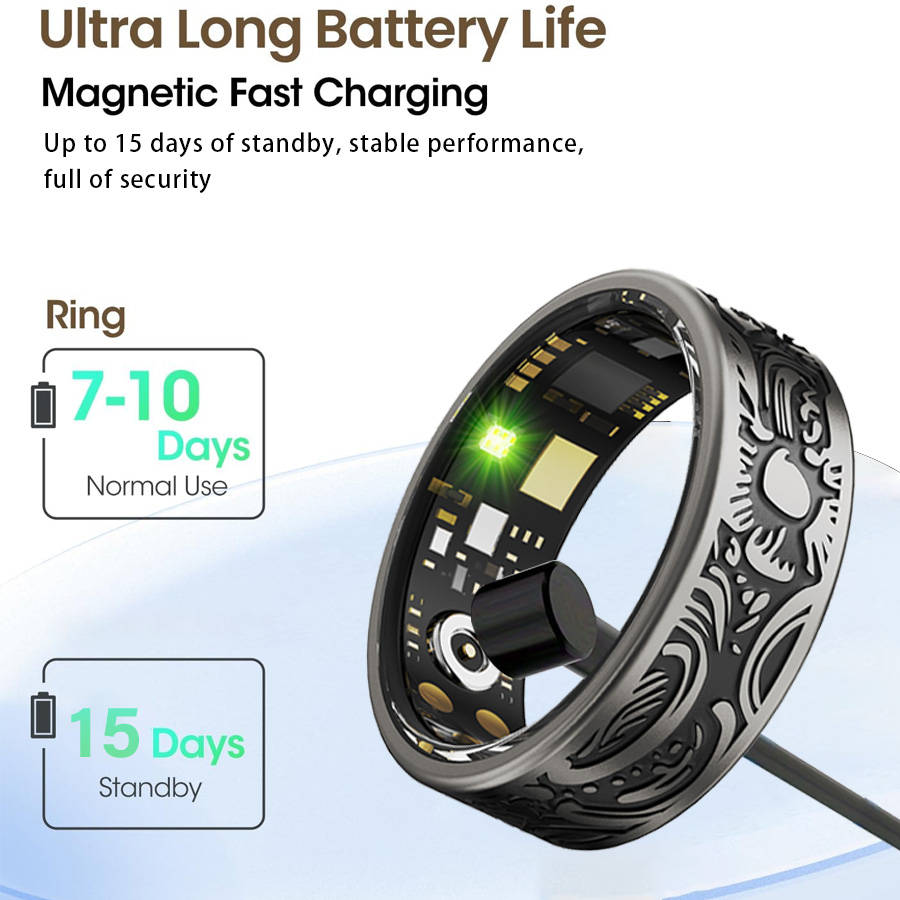 Ultra Long Battery Life
Magnetic Fast Charging
Up to 15 days of standby, stable performance,
full of security
Ring
7-10
Days
Normal Use
15 Days
Standby